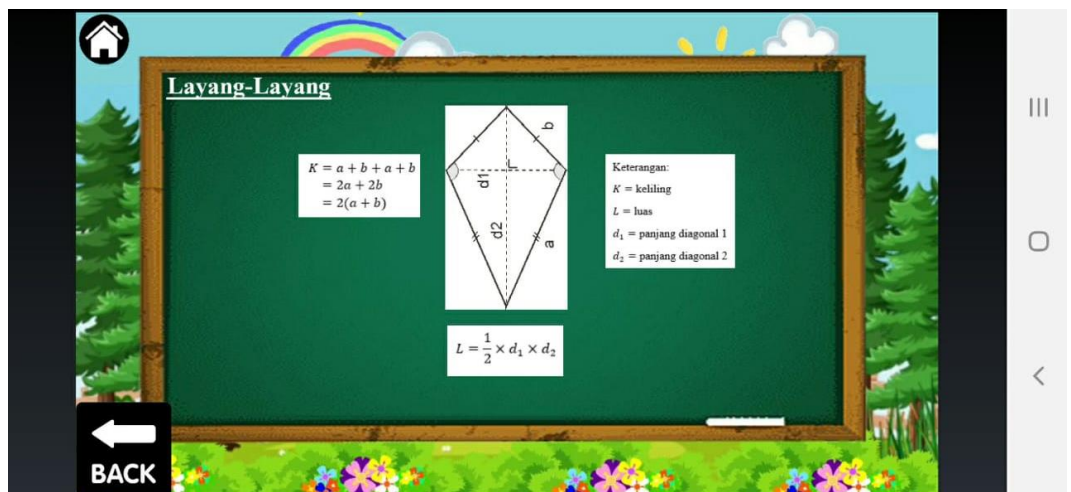 Layang-Layang
K = a + b + a + b
= 2a + 2b
= 2(a + b)
b
d1
d2
a
Keterangan:
K = keliling
L = luas
d₁ = panjang diagonal 1
d₂ = panjang diagonal 2
L = 1/2 × d₁ × d₂
BACK